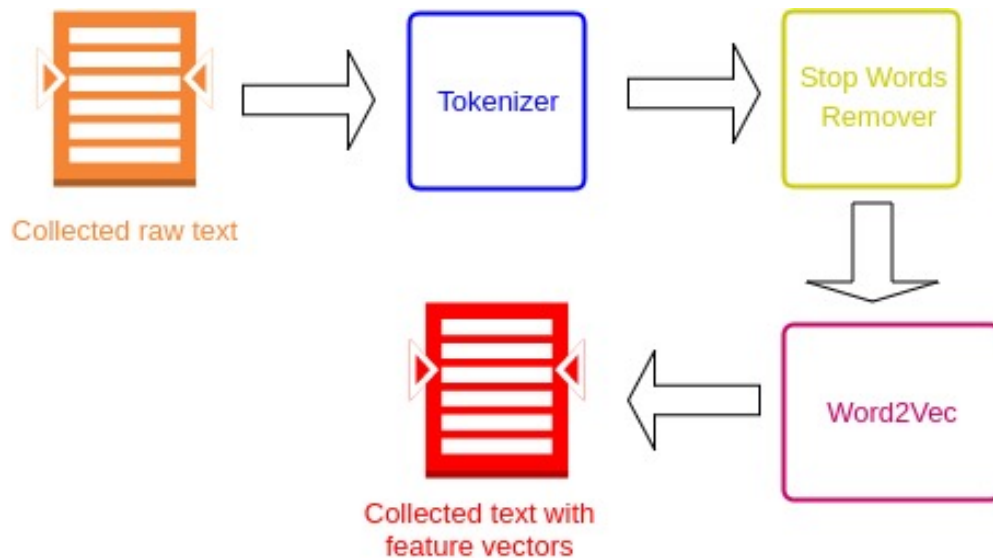 Collected raw text
Tokenizer
Stop Words
Remover
Word2Vec
Collected text with
feature vectors